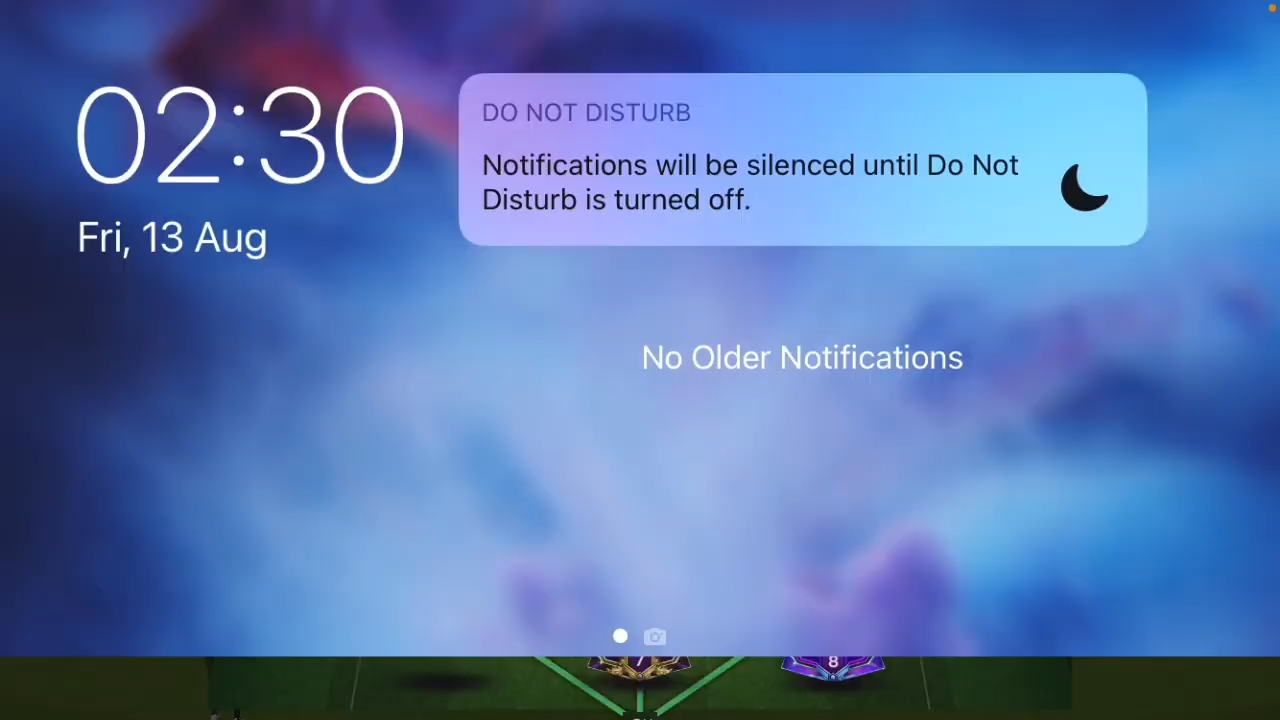 02:30
Fri, 13 Aug
DO NOT DISTURB
Notifications will be silenced until Do Not
Disturb is turned off.
No Older Notifications
7
8